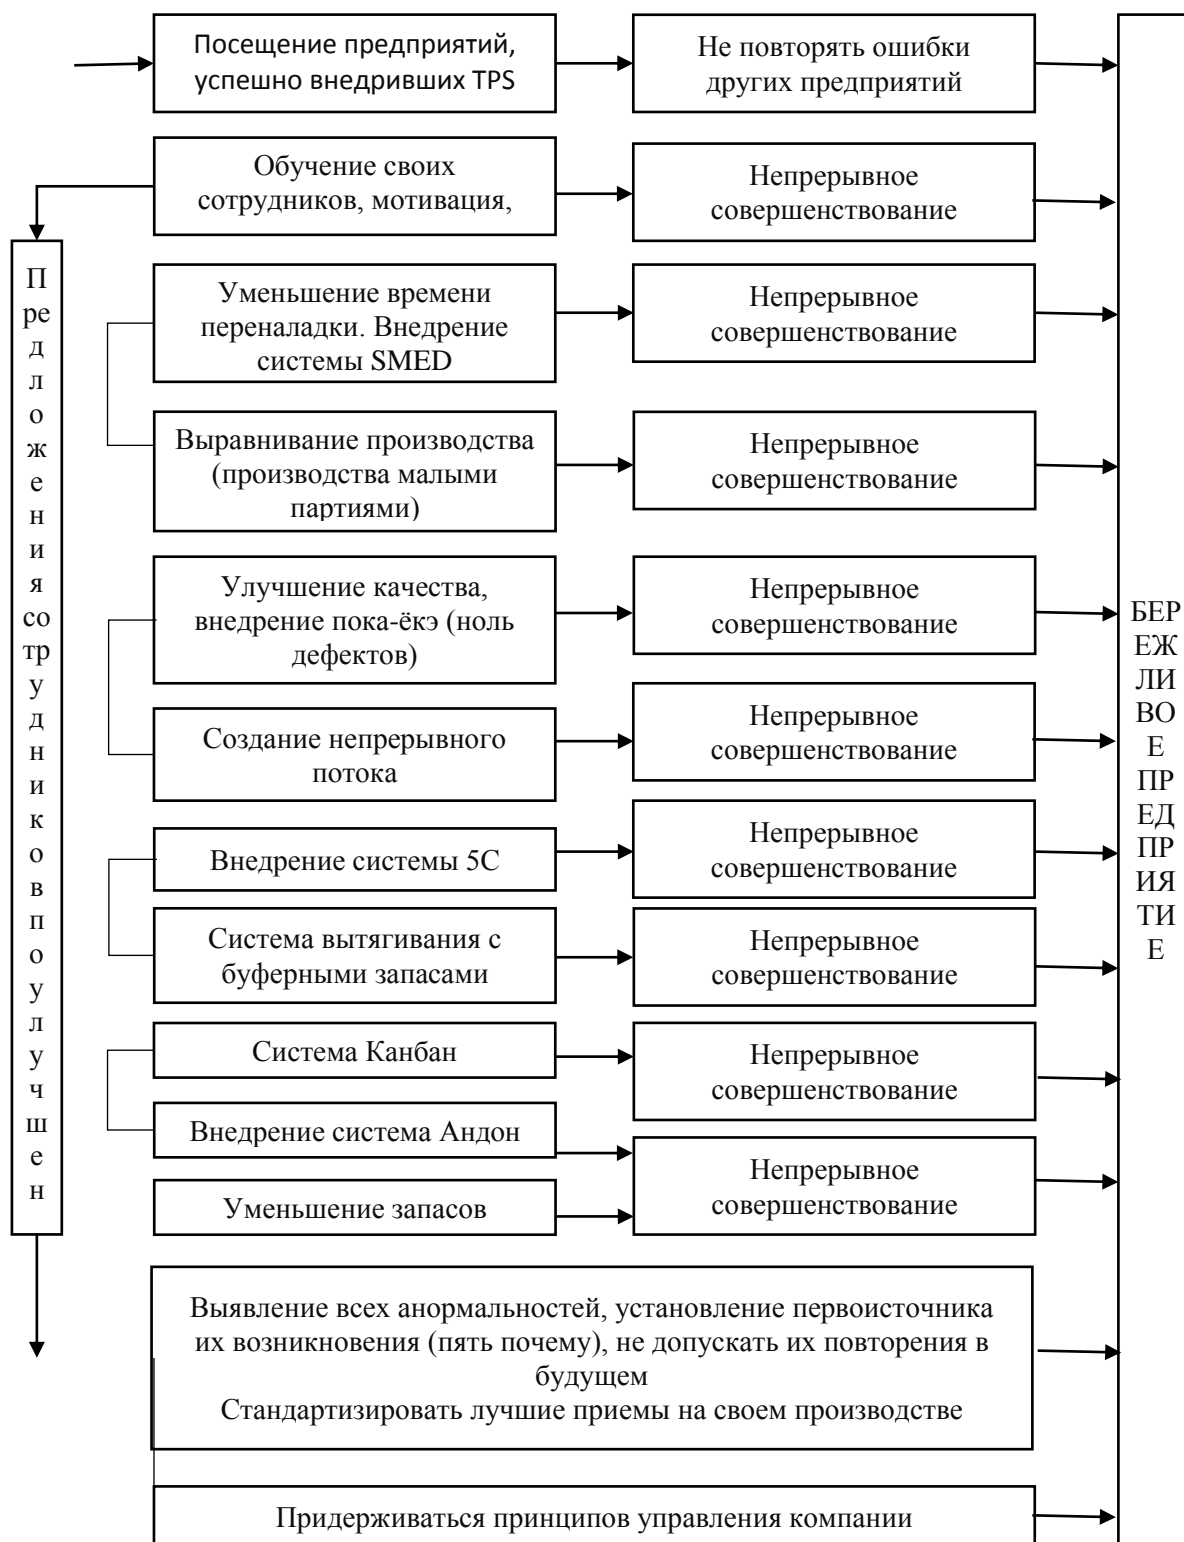 Посещение предприятий,
успешно внедривших TPS
Не повторять ошибки
других предприятий
Обучение своих
сотрудников, мотивация,
Непрерывное
совершенствование
Уменьшение времени
переналадки. Внедрение
системы SMED
Непрерывное
совершенствование
Выравнивание производства
(производства малыми
партиями)
Непрерывное
совершенствование
Улучшение качества,
внедрение пока-ёкэ (ноль
дефектов)
Непрерывное
совершенствование
Создание непрерывного
потока
Непрерывное
совершенствование
Внедрение системы 5С
Непрерывное
совершенствование
Система вытягивания с
буферными запасами
Непрерывное
совершенствование
Система Канбан
Непрерывное
совершенствование
Внедрение система Андон
Уменьшение запасов
Непрерывное
совершенствование
Выявление всех анормальностей, установление первоисточника
их возникновения (пять почему), не допускать их повторения в
будущем
Стандартизировать лучшие приемы на своем производстве
Придерживаться принципов управления компании
П
ре
д
л
о
ж
е
н
и
я
со
тр
у
д
н
и
к
о
в
п
о
у
л
у
ч
ш
е
н
БЕР
ЕЖ
ЛИ
ВО
Е
ПР
ЕД
ПР
ИЯ
ТИ
Е